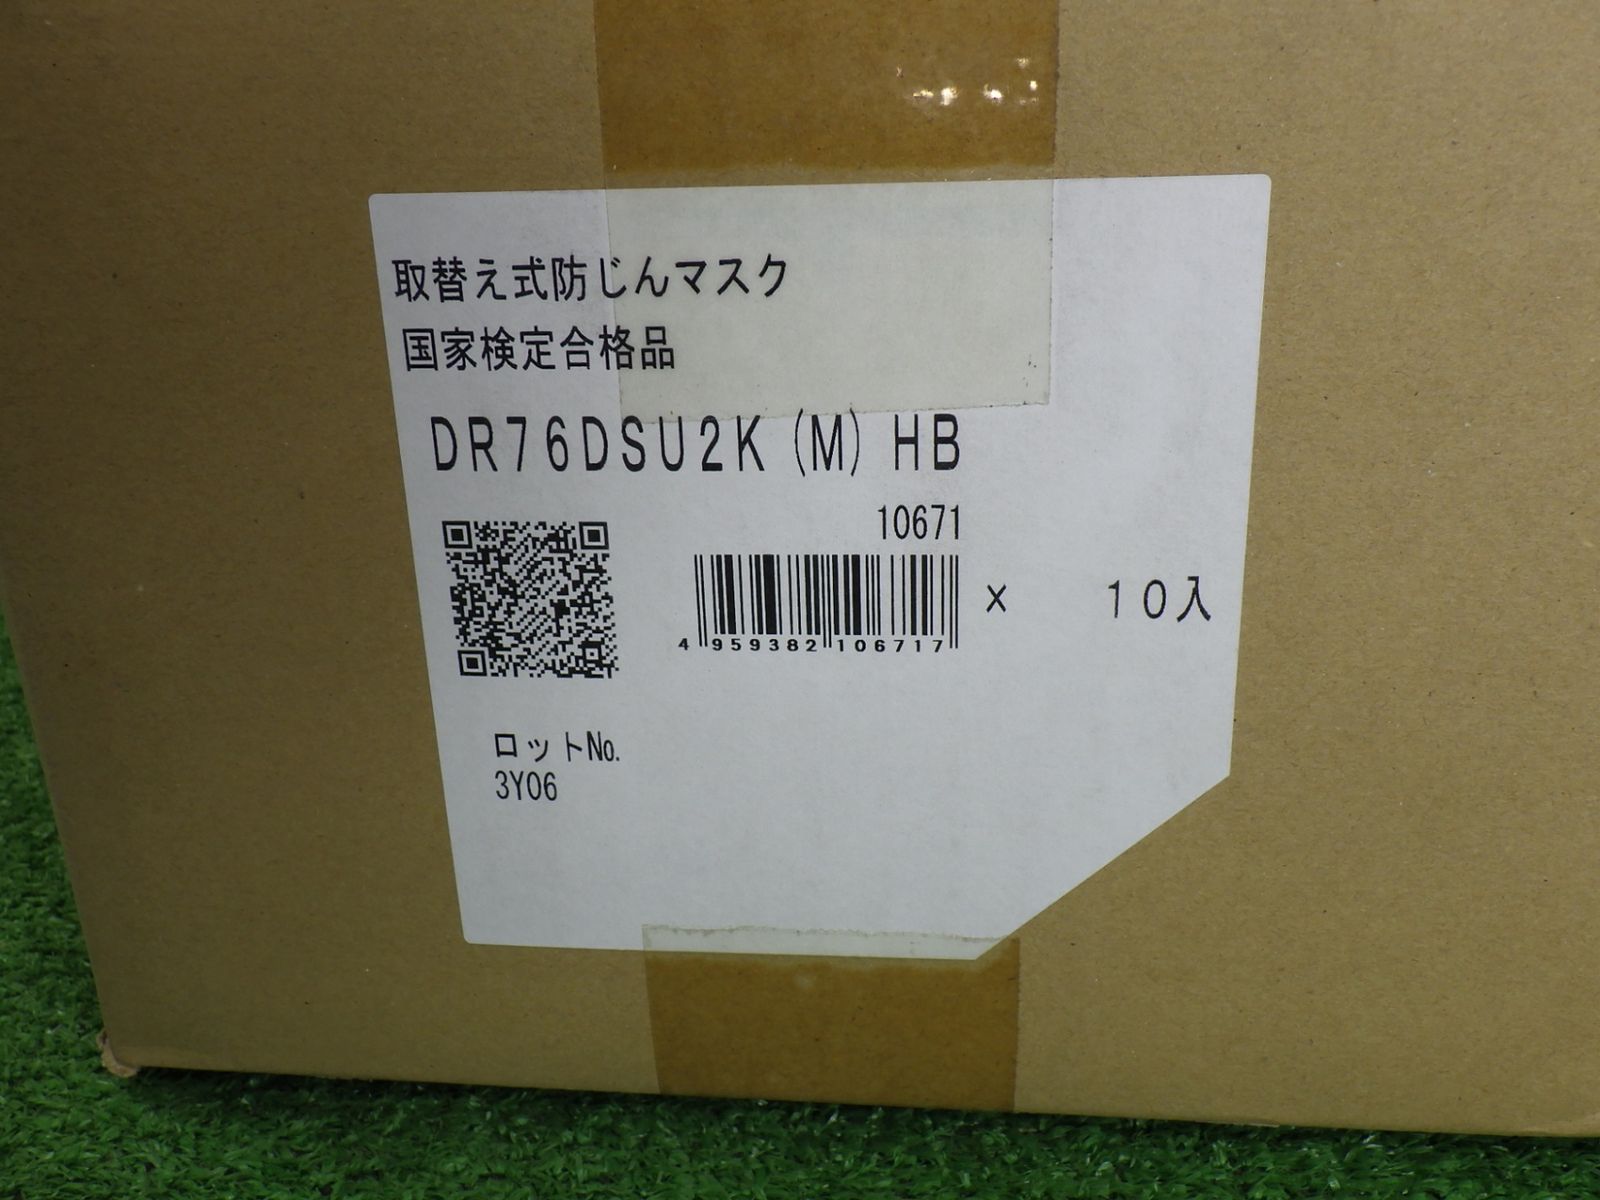 取替え式防じんマスク
国家検定合格品
DR76DSU2K(M)HB
10671
× 10入
4 959382 106717
ロットNo.
3Y06